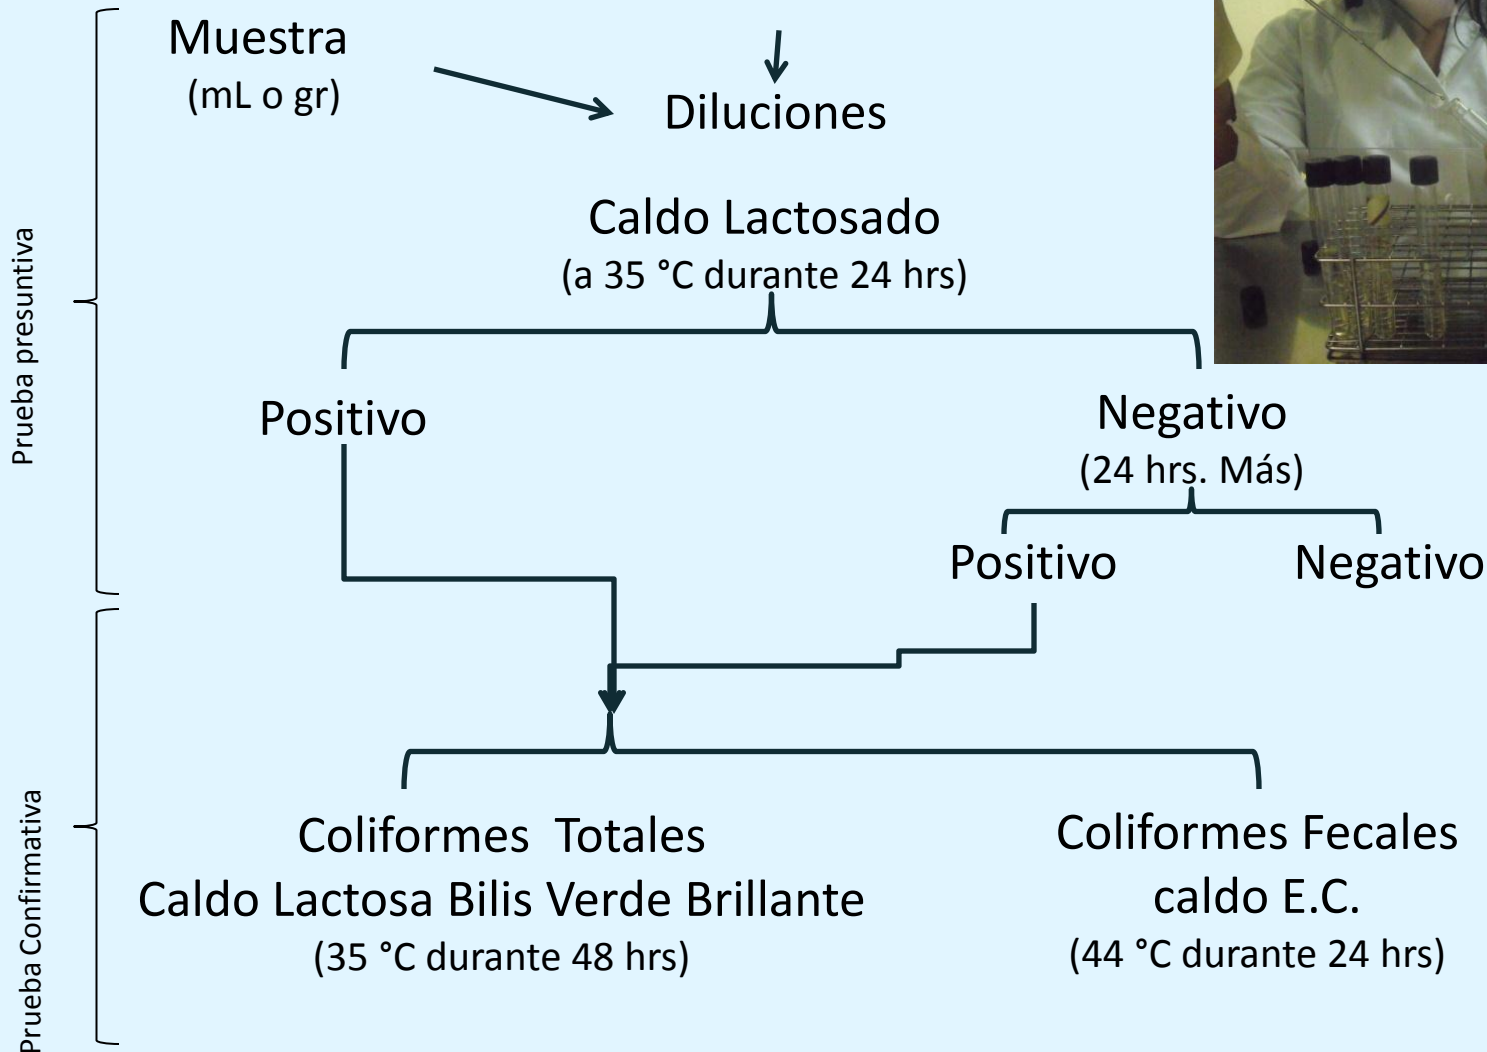 Muestra
(mL o gr)
Diluciones
Caldo Lactosado
(a 35 °C durante 24 hrs)
Prueba presuntiva
Positivo
Negativo
(24 hrs. Más)
Positivo
Negativo
Prueba Confirmativa
Coliformes Totales
Caldo Lactosa Bilis Verde Brillante
(35 °C durante 48 hrs)
Coliformes Fecales
caldo E.C.
(44 °C durante 24 hrs)